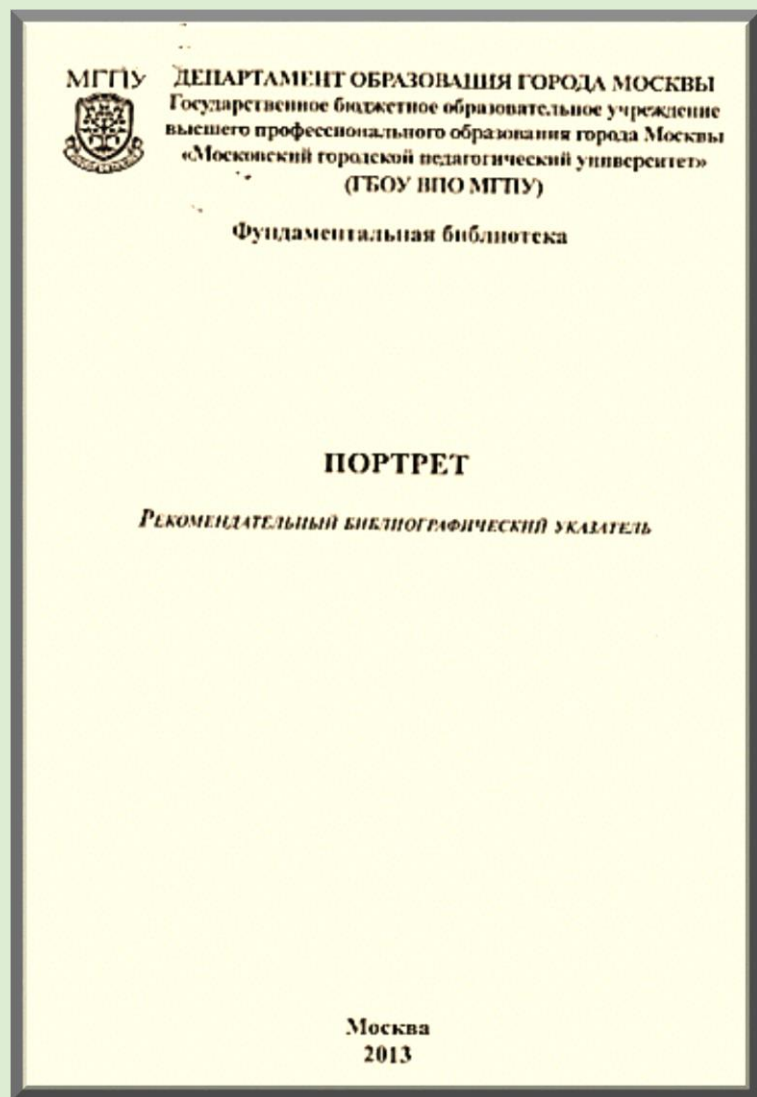 МГПУ
ДЕПАРТАМЕНТ ОБРАЗОВАНИЯ ГОРОДА МОСКВЫ
Государственное бюджетное образовательное учреждение
высшего профессионального образования города Москвы
«Московский городской педагогический университет»
(ГБОУ ВПО МГПУ)
Фундаментальная библиотека
ПОРТРЕТ
РЕКОМЕНДАТЕЛЬНЫЙ БИБЛИОГРАФИЧЕСКИЙ УКАЗАТЕЛЬ
Москва
2013